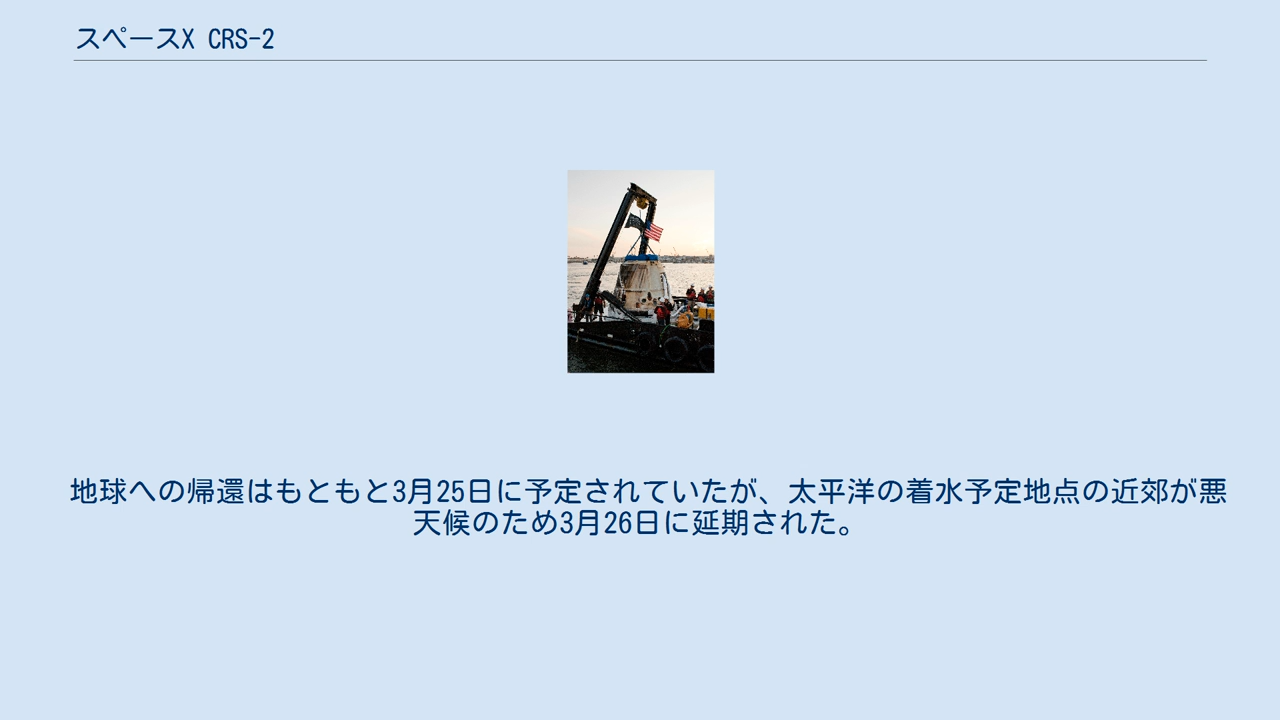 スペースX CRS-2
地球への帰還はもともと3月25日に予定されていたが、太平洋の着水予定地点の近郊が悪
天候のため3月26日に延期された。